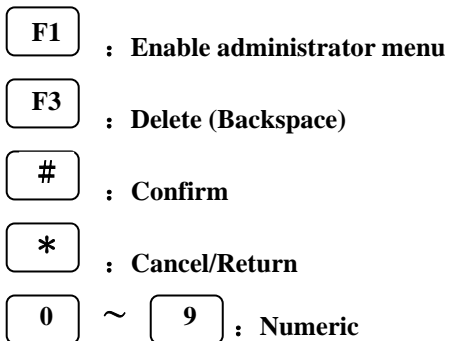 F1 ：Enable administrator menu
F3 ：Delete (Backspace)
# ：Confirm
* ：Cancel/Return
0 ～ 9 ：Numeric